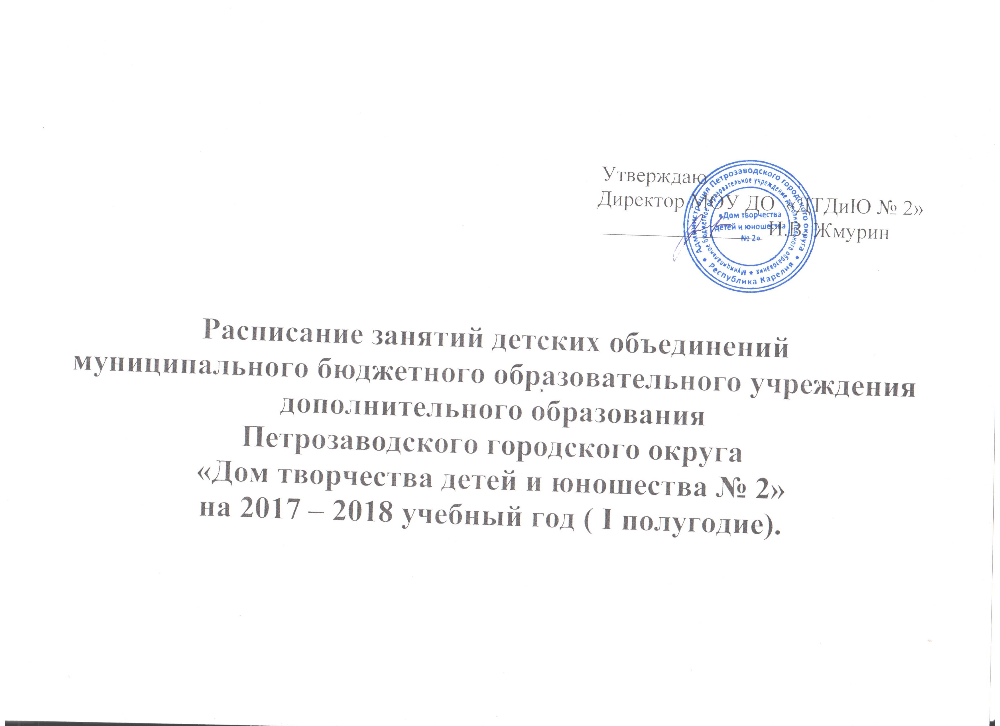 Утверждаю
Директор МОУ ДО «ДТДиЮ № 2»
И.В. Жмурин
Администрация Петрозаводского городского округа
Республика Карелия
Муниципальное бюджетное образовательное учреждение дополнительного образования
«Дом творчества
детей и юношества
№ 2»
Расписание занятий детских объединений
муниципального бюджетного образовательного учреждения
дополнительного образования
Петрозаводского городского округа
«Дом творчества детей и юношества № 2»
на 2017 – 2018 учебный год ( I полугодие).